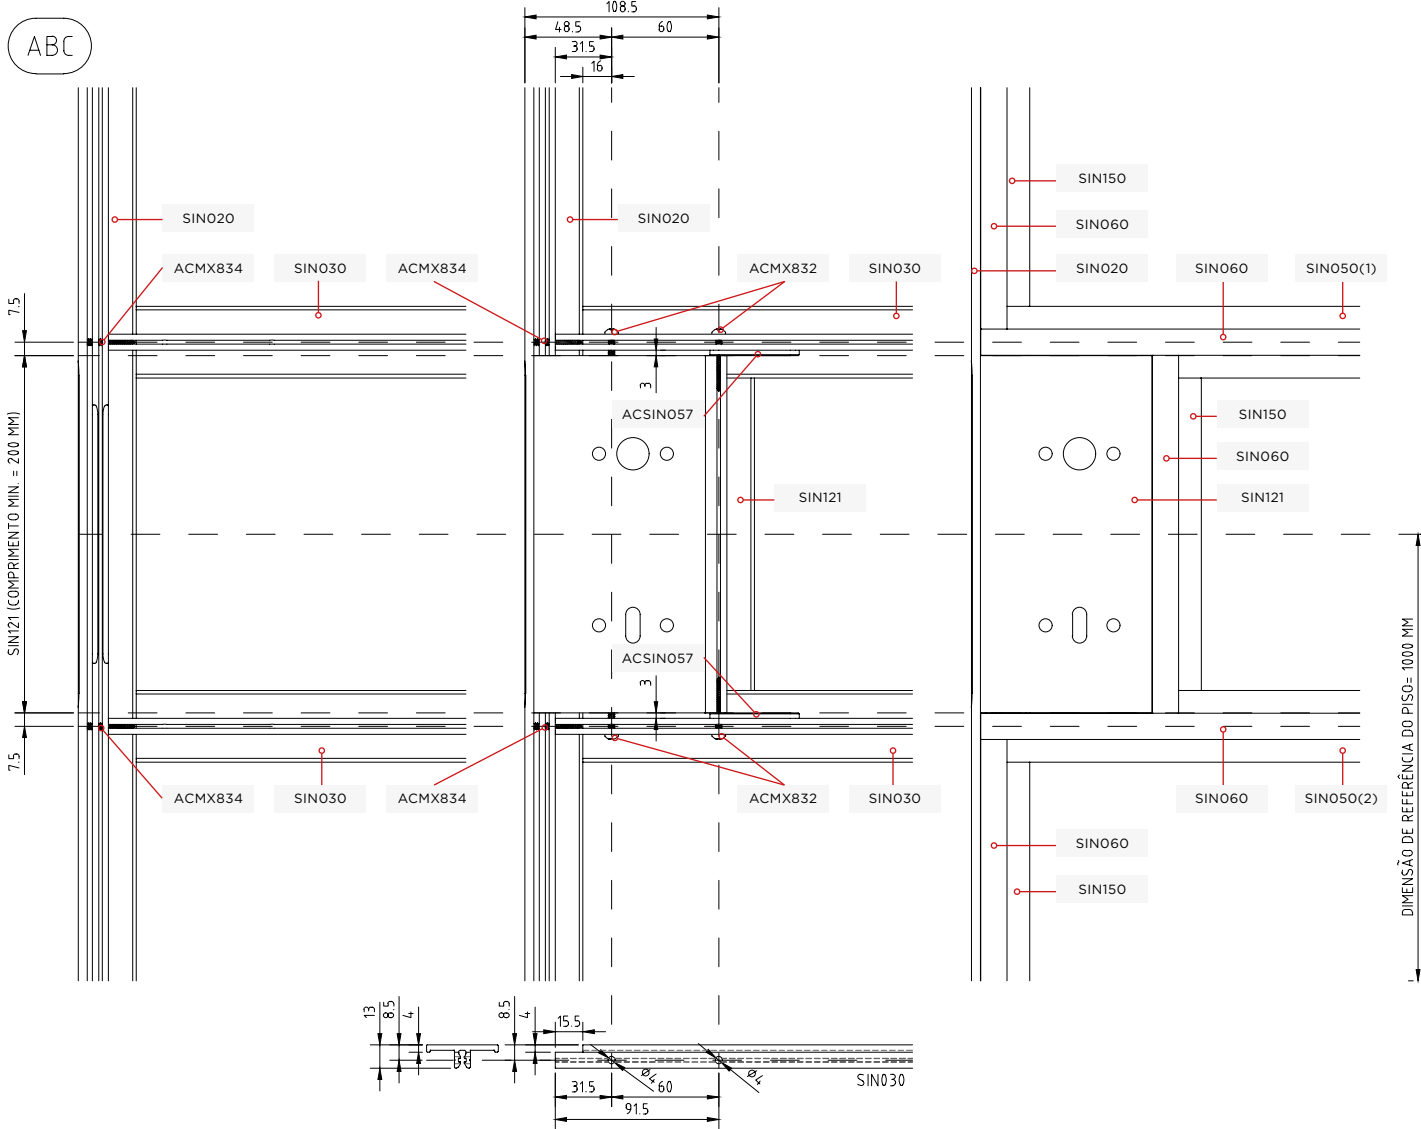 ABC
108.5
48.5
60
31.5
16
SIN150
SIN020
SIN020
SIN060
ACMX834
SIN030
ACMX834
ACMX832
SIN030
SIN020
SIN060
SIN050(1)
7.5
3
ACSIN057
SIN150
SIN060
SIN121
SIN121
SIN121 (COMPRIMENTO MIN. = 200 MM)
ACSIN057
3
7.5
ACMX834
SIN030
ACMX834
ACMX832
SIN030
SIN060
SIN050(2)
SIN060
SIN150
DIMENSÃO DE REFERÊNCIA DO PISO= 1000 MM
13
8.5
4
8.5
4
15.5
Ø4
Ø4
SIN030
31.5
60
91.5